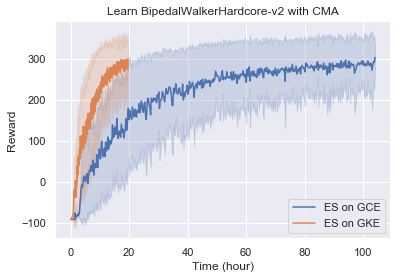 Learn BipedalWalkerHardcore-v2 with CMA
300
200
100
0
−100
Reward
0
20
40
60
80
100
Time (hour)
ES on GCE
ES on GKE